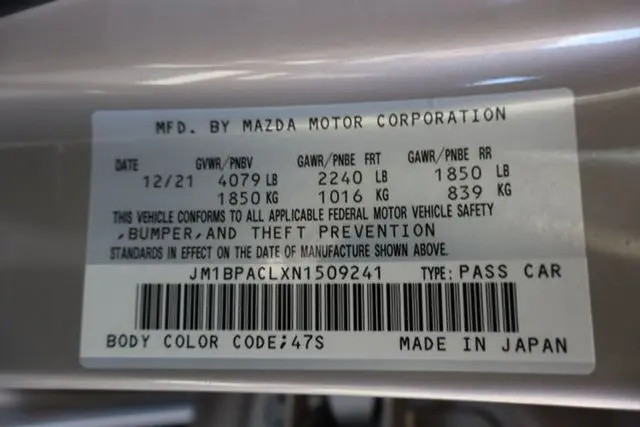 MFD. BY MAZDA MOTOR CORPORATION
DATE GVWR/PNBV GAWR/PNBE FRT GAWR/PNBE RR
12/21 4079 LB 2240 LB 1850 LB
1850 KG 1016 KG 839 KG
THIS VEHICLE CONFORMS TO ALL APPLICABLE FEDERAL MOTOR VEHICLE SAFETY
,BUMPER,AND THEFT PREVENTION
STANDARDS IN EFFECT ON THE DATE OF MANUFACTURE SHOWN ABOVE.
JM1BPACLXN1509241 TYPE: PASS CAR
BODY COLOR CODE;47S MADE IN JAPAN